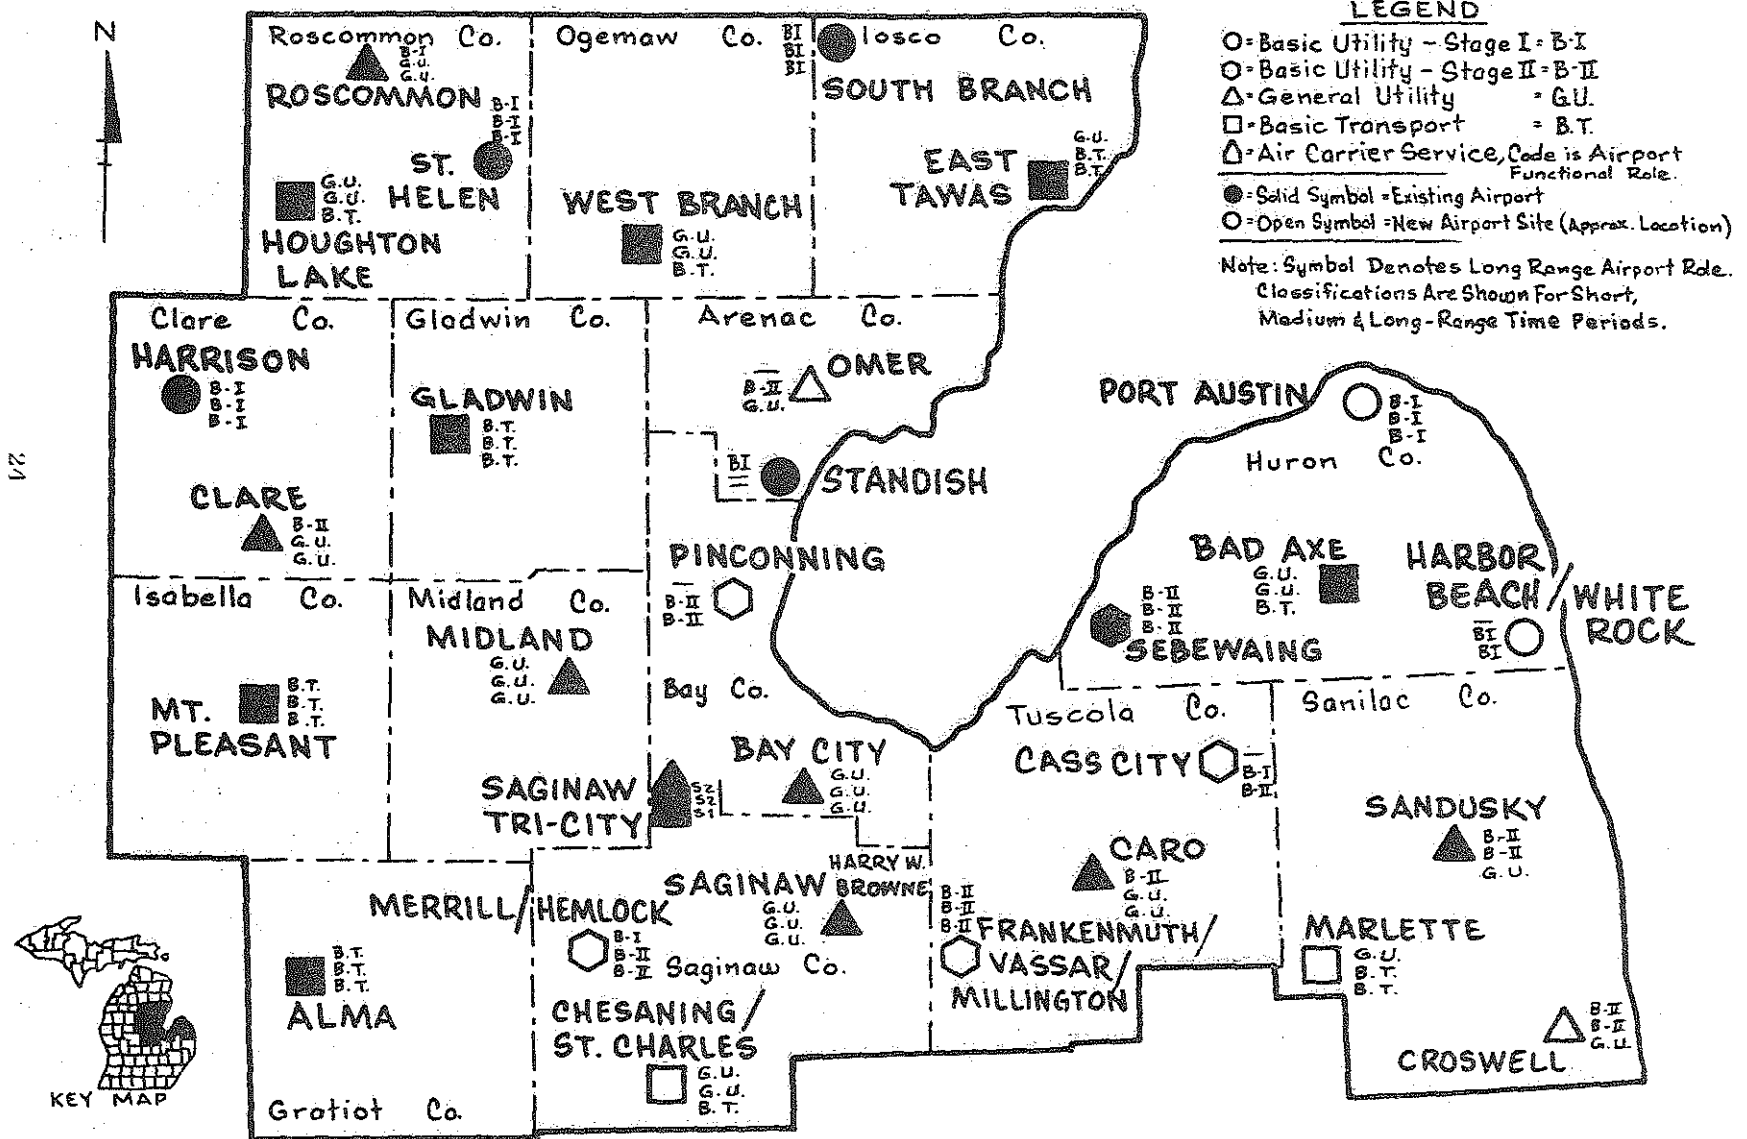 LEGEND
O=Basic Utility - Stage I = B-I
⬡=Basic Utility - Stage II = B-II
△=General Utility = G.U.
□=Basic Transport = B.T.
⌂=Air Carrier Service, Code is Airport
Functional Role.
●=Solid Symbol = Existing Airport
O=Open Symbol = New Airport Site (Approx. Location)
Note: Symbol Denotes Long Range Airport Role.
Classifications Are Shown For Short,
Medium & Long-Range Time Periods.
N
Roscommon Co.
B-I
G.U.
G.U.
ROSCOMMON
B-I
B-I
B-I
ST.
HELEN
G.U.
G.U.
B.T.
HOUGHTON
LAKE
Ogemaw Co.
WEST BRANCH
G.U.
G.U.
B.T.
BI
BI
BI
Iosco Co.
SOUTH BRANCH
EAST
TAWAS
G.U.
B.T.
B.T.
Clare Co.
HARRISON
B-I
B-I
B-I
CLARE
B-II
G.U.
G.U.
Gladwin Co.
GLADWIN
B.T.
B.T.
B.T.
Arenac Co.
OMER
—
B-II
G.U.
BI
—
—
STANDISH
PINCONNING
—
B-II
B-II
Isabella Co.
MT.
PLEASANT
B.T.
B.T.
B.T.
Midland Co.
MIDLAND
G.U.
G.U.
G.U.
Bay Co.
BAY CITY
G.U.
G.U.
G.U.
SAGINAW
TRI-CITY
S2
S2
S1
PORT AUSTIN
B-I
B-I
B-I
Huron Co.
BAD AXE
G.U.
G.U.
B.T.
HARBOR
BEACH/WHITE
ROCK
—
BI
BI
B-II
B-II
B-II
SEBEWAING
Tuscola Co.
CASS CITY
—
B-I
B-II
CARO
B-II
G.U.
G.U.
B-II
B-II
B-II
FRANKENMUTH/
VASSAR/
MILLINGTON
Sanilac Co.
SANDUSKY
B-II
B-II
G.U.
MARLETTE
G.U.
B.T.
B.T.
B-II
B-II
G.U.
CROSWELL
HARRY W.
SAGINAW BROWNE
G.U.
G.U.
G.U.
MERRILL/HEMLOCK
B-I
B-II
B-II
Saginaw Co.
CHESANING/
ST. CHARLES
G.U.
G.U.
B.T.
B.T.
B.T.
B.T.
ALMA
Gratiot Co.
KEY MAP
21